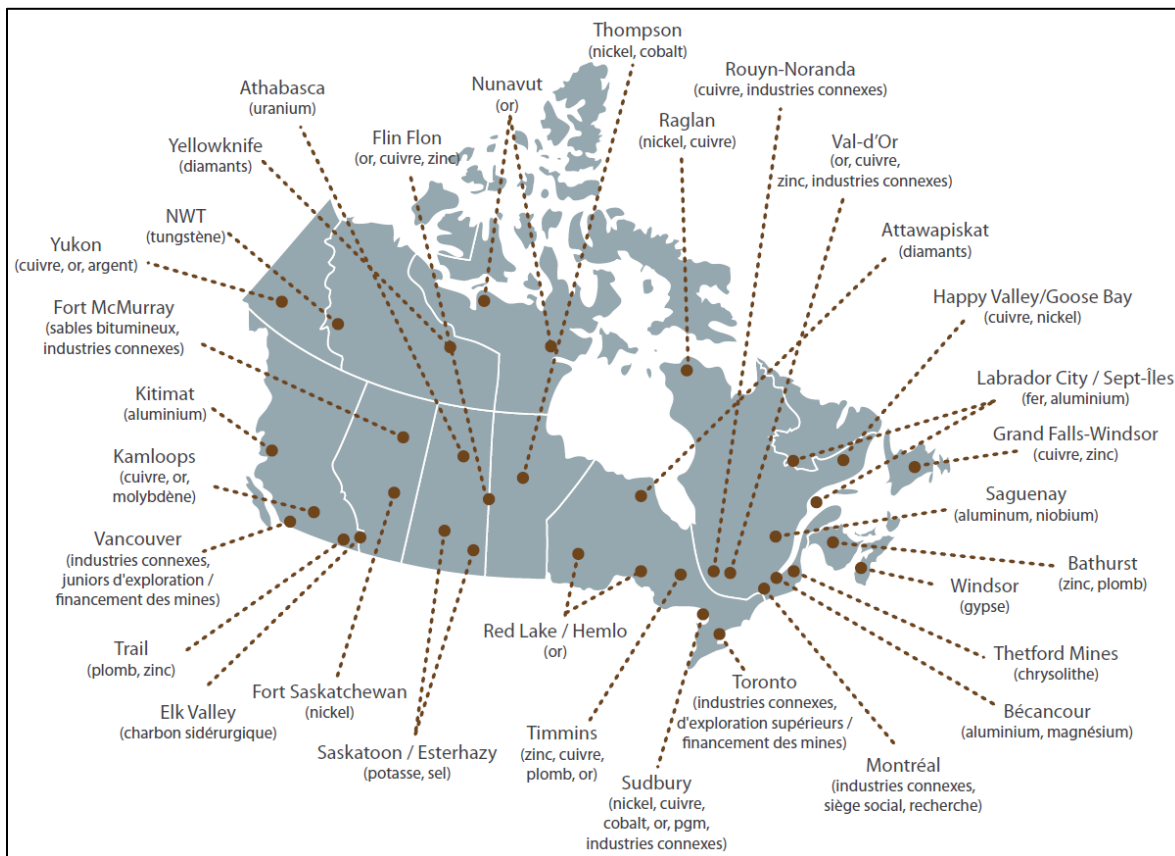 Thompson
(nickel, cobalt)
Rouyn-Noranda
(cuivre, industries connexes)
Athabasca
(uranium)
Nunavut
(or)
Raglan
(nickel, cuivre)
Flin Flon
(or, cuivre, zinc)
Val-d'Or
(or, cuivre,
zinc, industries connexes)
Yellowknife
(diamants)
NWT
(tungstène)
Attawapiskat
(diamants)
Yukon
(cuivre, or, argent)
Happy Valley/Goose Bay
(cuivre, nickel)
Fort McMurray
(sables bitumineux,
industries connexes)
Labrador City / Sept-Îles
(fer, aluminium)
Kitimat
(aluminium)
Grand Falls-Windsor
(cuivre, zinc)
Kamloops
(cuivre, or,
molybdène)
Saguenay
(aluminum, niobium)
Vancouver
(industries connexes,
juniors d'exploration /
financement des mines)
Bathurst
(zinc, plomb)
Windsor
(gypse)
Red Lake / Hemlo
(or)
Trail
(plomb, zinc)
Thetford Mines
(chrysolithe)
Fort Saskatchewan
(nickel)
Toronto
(industries connexes,
d'exploration supérieurs /
financement des mines)
Elk Valley
(charbon sidérurgique)
Bécancour
(aluminium, magnésium)
Saskatoon / Esterhazy
(potasse, sel)
Timmins
(zinc, cuivre,
plomb, or)
Montréal
(industries connexes,
siège social, recherche)
Sudbury
(nickel, cuivre,
cobalt, or, pgm,
industries connexes)